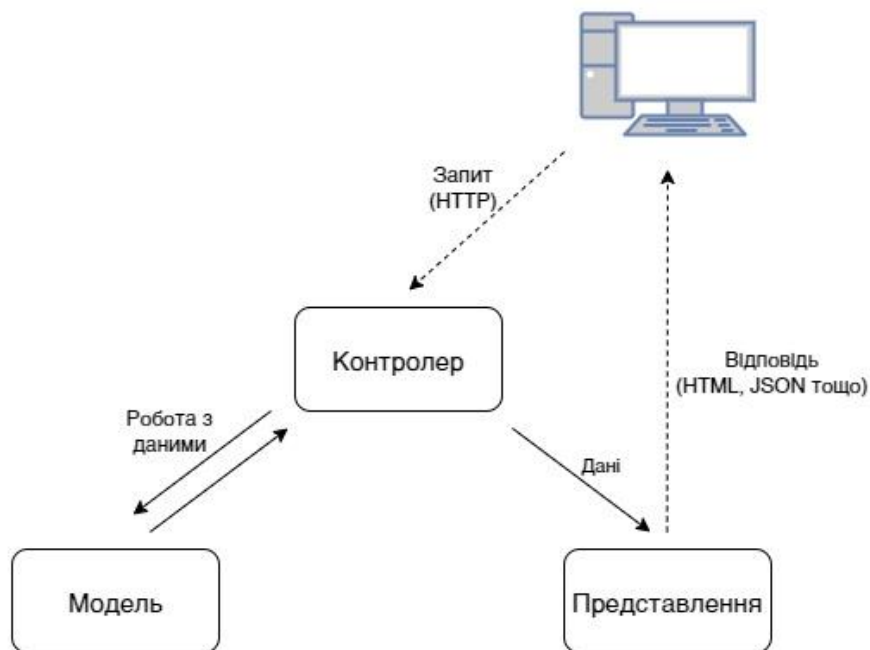 Запит
(HTTP)
Контролер
Відповідь
(HTML, JSON тощо)
Робота з
даними
Дані
Модель
Представлення